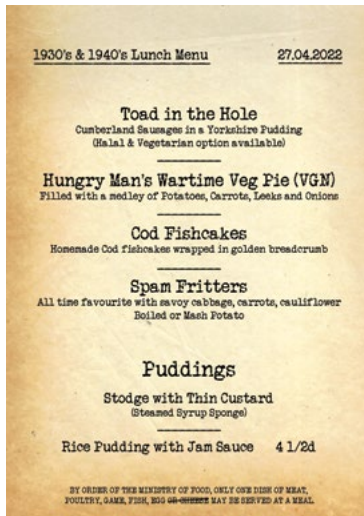 1930's & 1940's Lunch Menu 27.04.2022
Toad in the Hole
Cumberland Sausages in a Yorkshire Pudding
(Halal & Vegetarian option available)
Hungry Man's Wartime Veg Pie (VGN)
Filled with a medley of Potatoes, Carrots, Leeks and Onions
Cod Fishcakes
Homemade Cod fishcakes wrapped in golden breadcrumb
Spam Fritters
All time favourite with savoy cabbage, carrots, cauliflower
Boiled or Mash Potato
Puddings
Stodge with Thin Custard
(Steamed Syrup Sponge)
Rice Pudding with Jam Sauce 4 1/2d
BY ORDER OF THE MINISTRY OF FOOD, ONLY ONE DISH OF MEAT,
POULTRY, GAME, FISH, EGG OR CHEESE MAY BE SERVED AT A MEAL